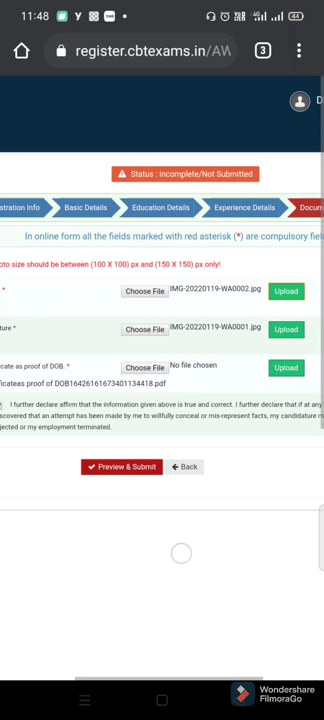 11:48
44
register.cbtexams.in/AW
3
D
Status : Incomplete/Not Submitted
stration Info Basic Details Education Details Experience Details Docum
In online form all the fields marked with red asterisk (*) are compulsory fiel
oto size should be between (100 X 100) px and (150 X 150) px only!
* Choose File IMG-20220119-WA0002.jpg Upload
ture * Choose File IMG-20220119-WA0001.jpg Upload
cate as proof of DOB. * Choose File No file chosen Upload
ficateas proof of DOB16426161673401134418.pdf
I further declare affirm that the information given above is true and correct. I further declare that if at any
scovered that an attempt has been made by me to willfully conceal or mis-represent facts, my candidature m
jected or my employment terminated.
Preview & Submit Back
Wondershare
FilmoraGo